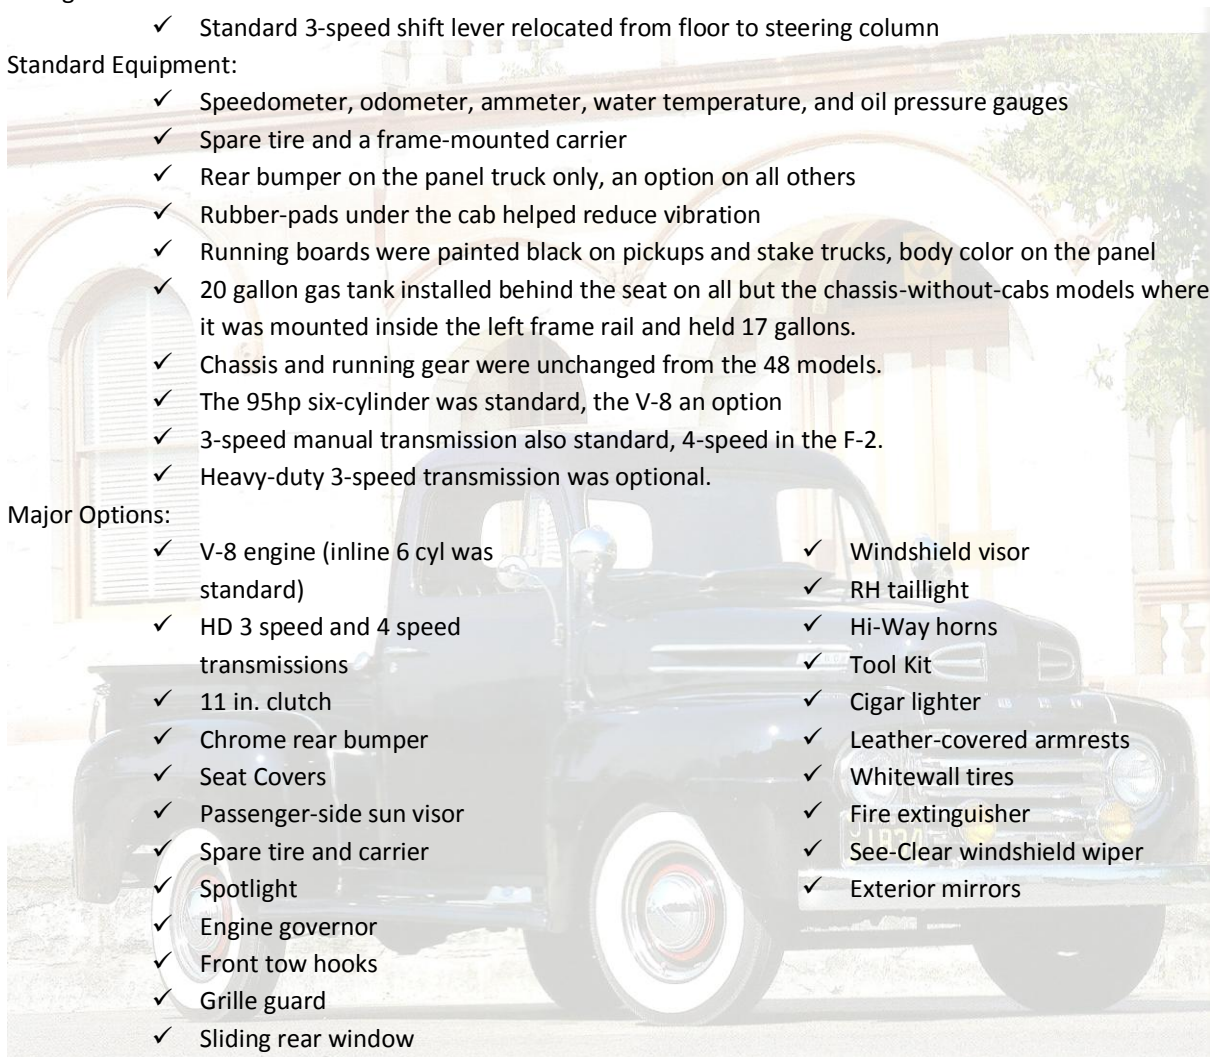 ✓ Standard 3-speed shift lever relocated from floor to steering column
Standard Equipment:
✓ Speedometer, odometer, ammeter, water temperature, and oil pressure gauges
✓ Spare tire and a frame-mounted carrier
✓ Rear bumper on the panel truck only, an option on all others
✓ Rubber-pads under the cab helped reduce vibration
✓ Running boards were painted black on pickups and stake trucks, body color on the panel
✓ 20 gallon gas tank installed behind the seat on all but the chassis-without-cabs models where
it was mounted inside the left frame rail and held 17 gallons.
✓ Chassis and running gear were unchanged from the 48 models.
✓ The 95hp six-cylinder was standard, the V-8 an option
✓ 3-speed manual transmission also standard, 4-speed in the F-2.
✓ Heavy-duty 3-speed transmission was optional.
Major Options:
✓ V-8 engine (inline 6 cyl was
standard)
✓ HD 3 speed and 4 speed
transmissions
✓ 11 in. clutch
✓ Chrome rear bumper
✓ Seat Covers
✓ Passenger-side sun visor
✓ Spare tire and carrier
✓ Spotlight
✓ Engine governor
✓ Front tow hooks
✓ Grille guard
✓ Sliding rear window
✓ Windshield visor
✓ RH taillight
✓ Hi-Way horns
✓ Tool Kit
✓ Cigar lighter
✓ Leather-covered armrests
✓ Whitewall tires
✓ Fire extinguisher
✓ See-Clear windshield wiper
✓ Exterior mirrors